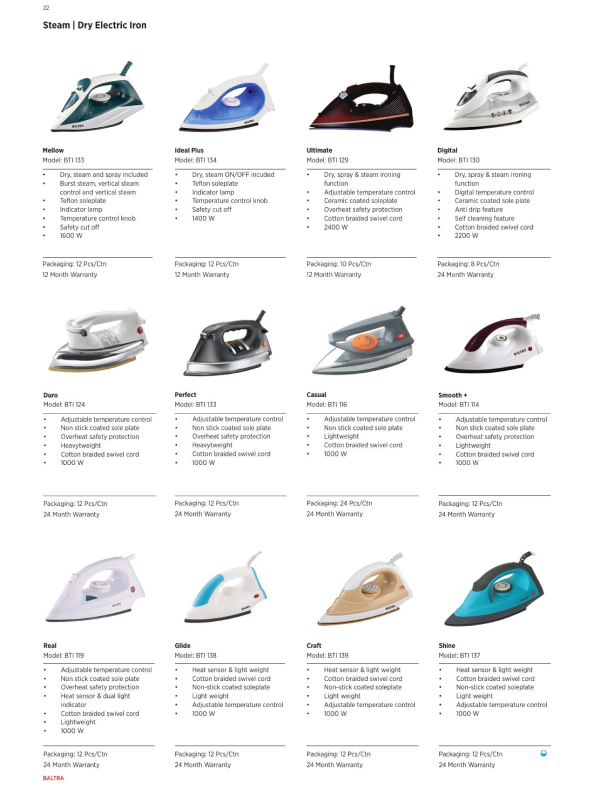 22
Steam | Dry Electric Iron
Mellow
Model: BTI 133
• Dry, steam and spray included
• Burst steam, vertical steam
control and vertical steam
• Teflon soleplate
• Indicator lamp
• Temperature control knob
• Safety cut off
• 1600 W
Packaging: 12 Pcs/Ctn
12 Month Warranty
Ideal Plus
Model: BTI 134
• Dry, steam ON/OFF incuded
• Teflon soleplate
• Indicator lamp
• Temperature control knob
• Safety cut off
• 1400 W
Packaging: 12 Pcs/Ctn
12 Month Warranty
Ultimate
Model: BTI 129
• Dry, spray & steam ironing
function
• Adjustable temperature control
• Ceramic coated soleplate
• Overheat safety protection
• Cotton braided swivel cord
• 2400 W
Packaging: 10 Pcs/Ctn
12 Month Warranty
Digital
Model: BTI 130
• Dry, spray & steam ironing
function
• Digital temperature control
• Ceramic coated sole plate
• Anti drip feature
• Self cleaning feature
• Cotton braided swivel cord
• 2200 W
Packaging: 8 Pcs/Ctn
24 Month Warranty
Duro
Model: BTI 124
• Adjustable temperature control
• Non stick coated sole plate
• Overheat safety protection
• Heavyweight
• Cotton braided swivel cord
• 1000 W
Packaging: 12 Pcs/Ctn
24 Month Warranty
Perfect
Model: BTI 133
• Adjustable temperature control
• Non stick coated sole plate
• Overheat safety protection
• Heavyweight
• Cotton braided swivel cord
• 1000 W
Packaging: 12 Pcs/Ctn
24 Month Warranty
Casual
Model: BTI 116
• Adjustable temperature control
• Non stick coated sole plate
• Lightweight
• Cotton braided swivel cord
• 1000 W
Packaging: 24 Pcs/Ctn
24 Month Warranty
Smooth +
Model: BTI 114
• Adjustable temperature control
• Non stick coated sole plate
• Overheat safety protection
• Lightweight
• Cotton braided swivel cord
• 1000 W
Packaging: 12 Pcs/Ctn
24 Month Warranty
Real
Model: BTI 119
• Adjustable temperature control
• Non stick coated sole plate
• Overheat safety protection
• Heat sensor & dual light
indicator
• Cotton braided swivel cord
• Lightweight
• 1000 W
Packaging: 12 Pcs/Ctn
24 Month Warranty
Glide
Model: BTI 138
• Heat sensor & light weight
• Cotton braided swivel cord
• Non-stick coated soleplate
• Light weight
• Adjustable temperature control
• 1000 W
Packaging: 12 Pcs/Ctn
24 Month Warranty
Craft
Model: BTI 139
• Heat sensor & light weight
• Cotton braided swivel cord
• Non-stick coated soleplate
• Light weight
• Adjustable temperature control
• 1000 W
Packaging: 12 Pcs/Ctn
24 Month Warranty
Shine
Model: BTI 137
• Heat sensor & light weight
• Cotton braided swivel cord
• Non-stick coated soleplate
• Light weight
• Adjustable temperature control
• 1000 W
Packaging: 12 Pcs/Ctn
24 Month Warranty
BALTRA